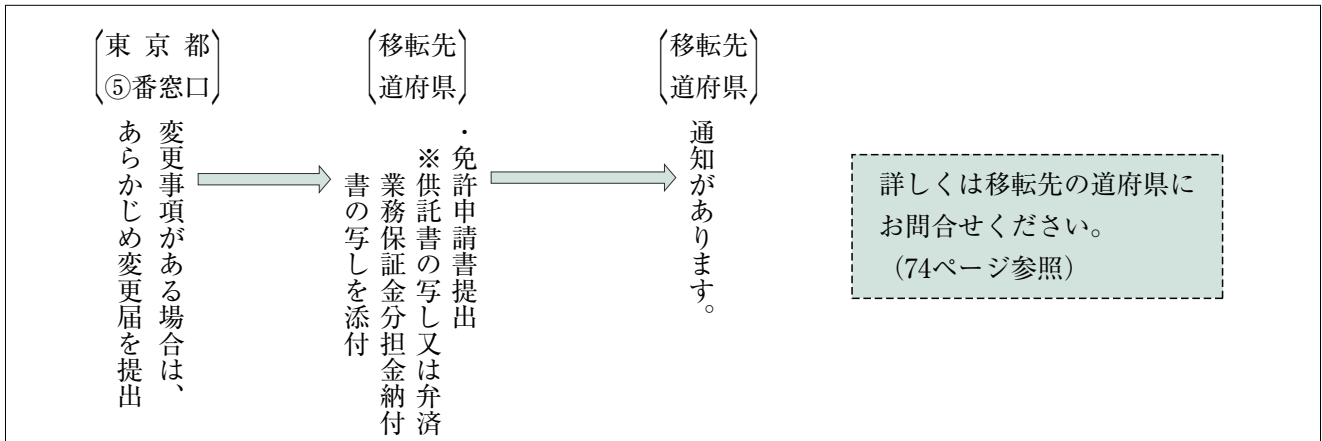 東京都
⑤番窓口
変更事項がある場合は、
あらかじめ変更届を提出
移転先
道府県
・免許申請書提出
※供託書の写し又は弁済
業務保証金分担金納付
書の写しを添付
移転先
道府県
通知があります。
詳しくは移転先の道府県に
お問合せください。
（74ページ参照）